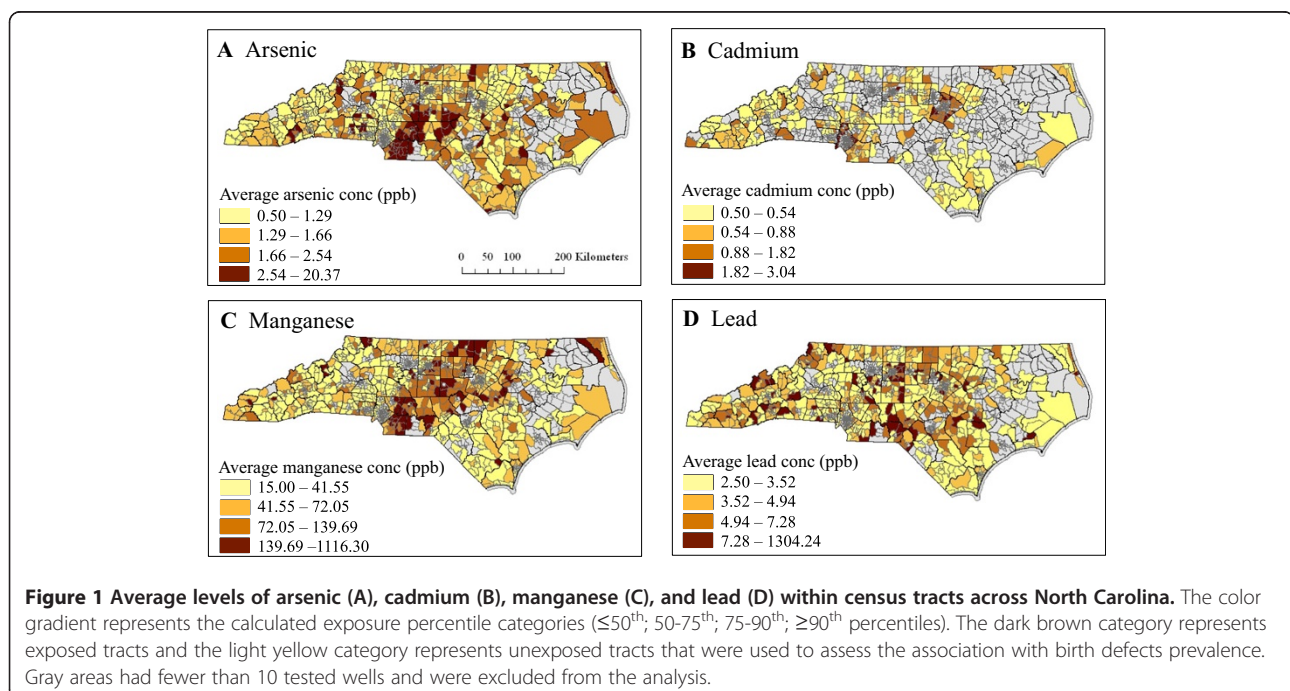 A Arsenic
Average arsenic conc (ppb)
0.50 – 1.29
1.29 – 1.66
1.66 – 2.54
2.54 – 20.37
0 50 100 200 Kilometers
B Cadmium
Average cadmium conc (ppb)
0.50 – 0.54
0.54 – 0.88
0.88 – 1.82
1.82 – 3.04
C Manganese
Average manganese conc (ppb)
15.00 – 41.55
41.55 – 72.05
72.05 – 139.69
139.69 –1116.30
D Lead
Average lead conc (ppb)
2.50 – 3.52
3.52 – 4.94
4.94 – 7.28
7.28 – 1304.24
Figure 1 Average levels of arsenic (A), cadmium (B), manganese (C), and lead (D) within census tracts across North Carolina. The color
gradient represents the calculated exposure percentile categories (≤50th; 50-75th; 75-90th; ≥90th percentiles). The dark brown category represents
exposed tracts and the light yellow category represents unexposed tracts that were used to assess the association with birth defects prevalence.
Gray areas had fewer than 10 tested wells and were excluded from the analysis.